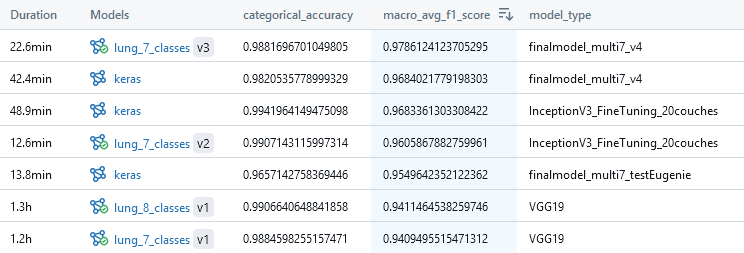 Duration Models categorical_accuracy macro_avg_f1_score model_type
22.6min lung_7_classes v3 0.9881696701049805 0.9786124123705295 finalmodel_multi7_v4
42.4min keras 0.9820535778999329 0.9684021779198303 finalmodel_multi7_v4
48.9min keras 0.9941964149475098 0.9683361303308422 InceptionV3_FineTuning_20couches
12.6min lung_7_classes v2 0.9907143115997314 0.9605867882759961 InceptionV3_FineTuning_20couches
13.8min keras 0.9657142758369446 0.9549642352122362 finalmodel_multi7_testEugenie
1.3h lung_8_classes v1 0.9906640648841858 0.9411464538259746 VGG19
1.2h lung_7_classes v1 0.9884598255157471 0.9409495515471312 VGG19